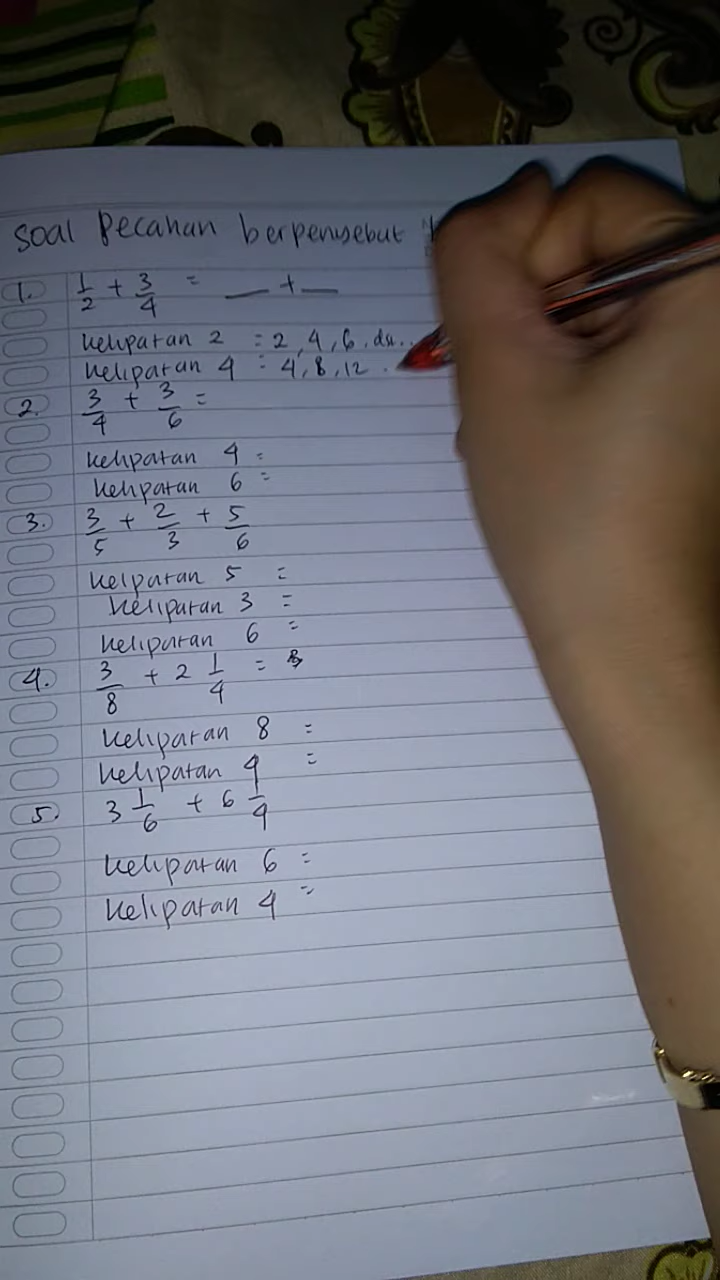 soal Pecahan berpenyebut
1. 1/2 + 3/4 = __ + __
kelipatan 2 = 2, 4, 6, da..
kelipatan 4 = 4, 8, 12 .
2. 3/4 + 3/6 =
kelipatan 4 =
kelipatan 6 =
3. 3/5 + 2/3 + 5/6
kelipatan 5 =
kelipatan 3 =
kelipatan 6 =
4. 3/8 + 2 1/4 =
kelipatan 8 =
kelipatan 4 =
5. 3 1/6 + 6 1/4
kelipatan 6 =
kelipatan 4 =